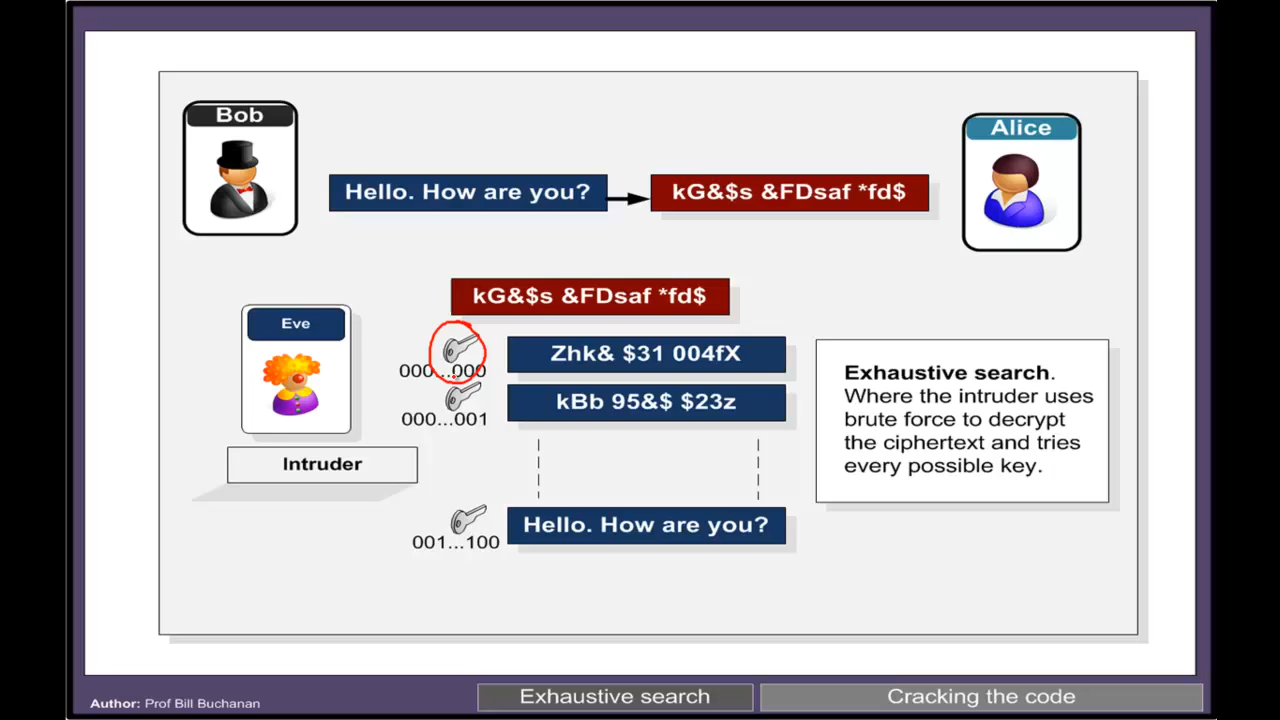 Bob
Alice
Hello. How are you?
kG&$s &FDsaf *fd$
kG&$s &FDsaf *fd$
Eve
Intruder
000...000
Zhk& $31 004fX
000...001
kBb 95&$ $23z
001...100
Hello. How are you?
Exhaustive search.
Where the intruder uses
brute force to decrypt
the ciphertext and tries
every possible key.
Author: Prof Bill Buchanan
Exhaustive search
Cracking the code